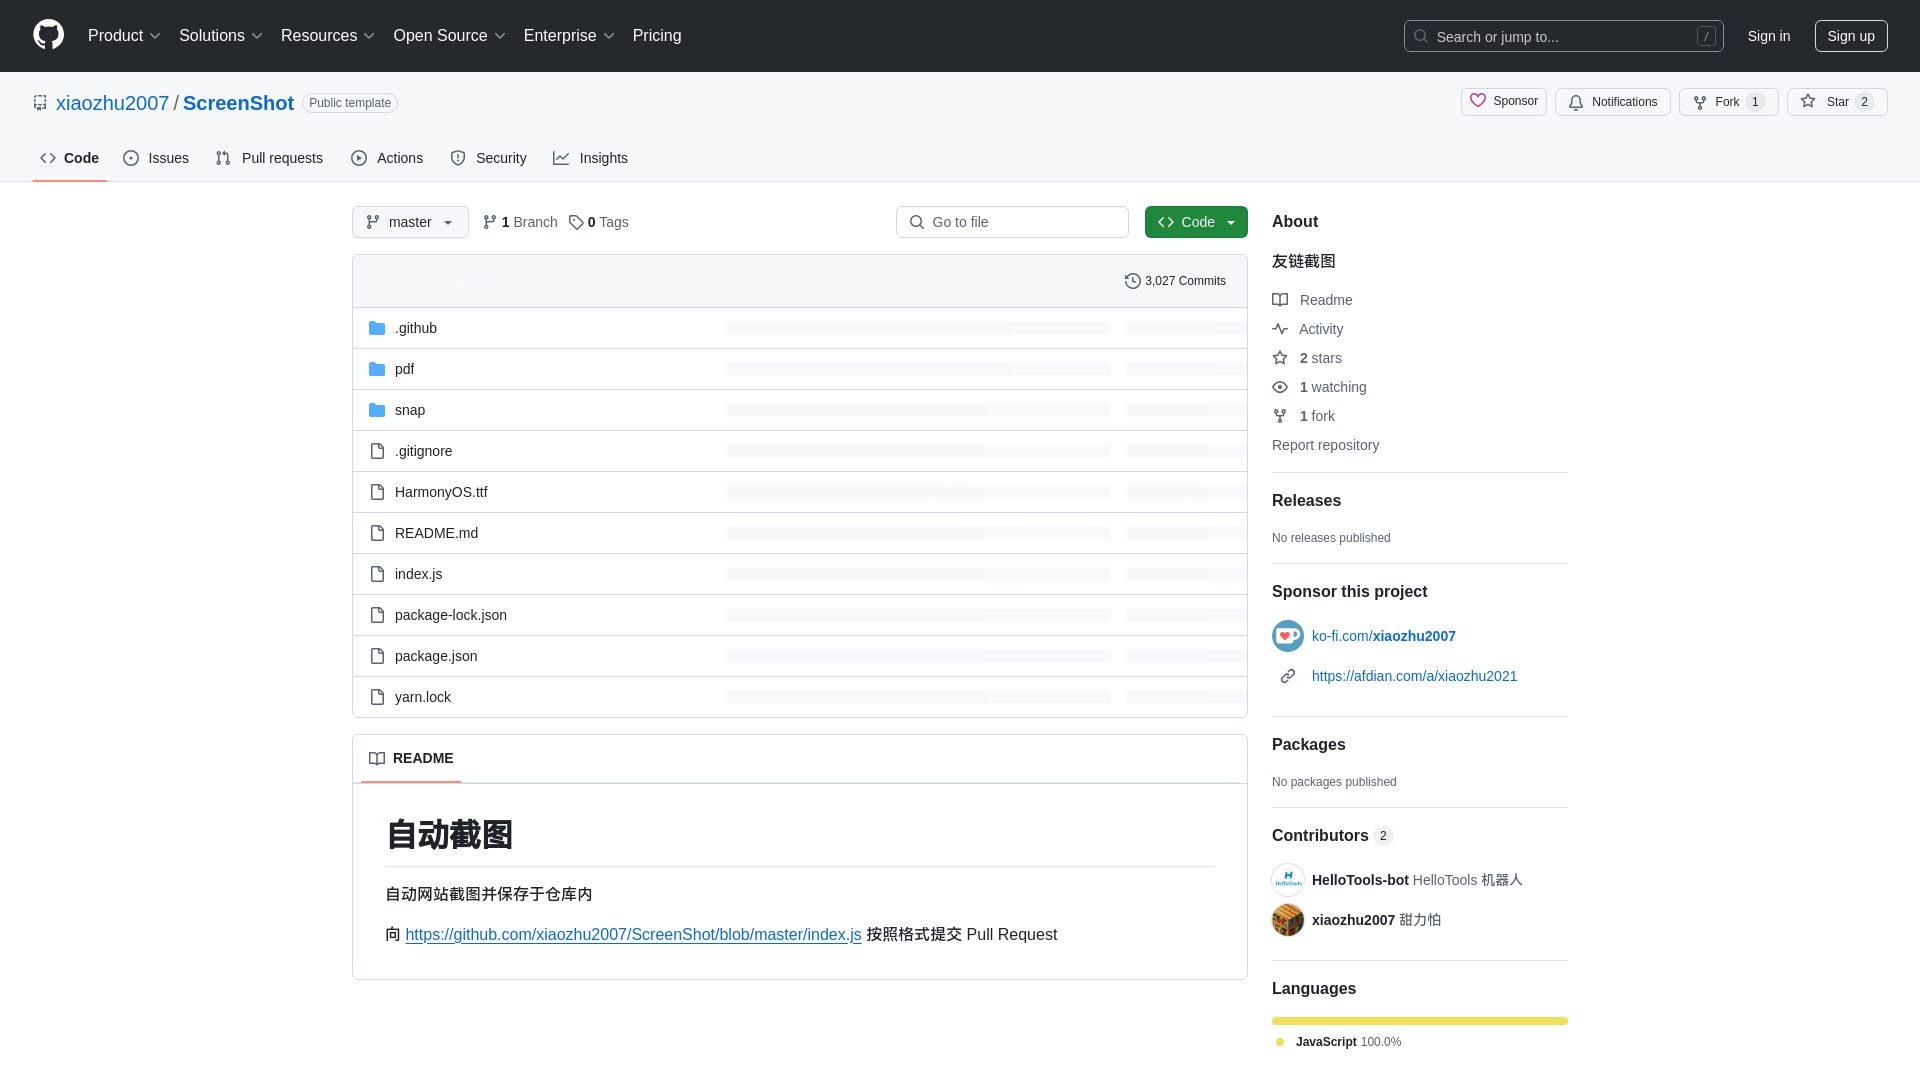 Product Solutions Resources Open Source Enterprise Pricing Search or jump to... / Sign in Sign up
xiaozhu2007 / ScreenShot Public template Sponsor Notifications Fork 1 Star 2
Code Issues Pull requests Actions Security Insights
master 1 Branch 0 Tags Go to file Code
3,027 Commits
.github
pdf
snap
.gitignore
HarmonyOS.ttf
README.md
index.js
package-lock.json
package.json
yarn.lock
README
自动截图
自动网站截图并保存于仓库内
向 https://github.com/xiaozhu2007/ScreenShot/blob/master/index.js 按照格式提交 Pull Request
About
友链截图
Readme
Activity
2 stars
1 watching
1 fork
Report repository
Releases
No releases published
Sponsor this project
ko-fi.com/xiaozhu2007
https://afdian.com/a/xiaozhu2021
Packages
No packages published
Contributors 2
HelloTools
HelloTools-bot HelloTools 机器人
xiaozhu2007 甜力怕
Languages
JavaScript 100.0%